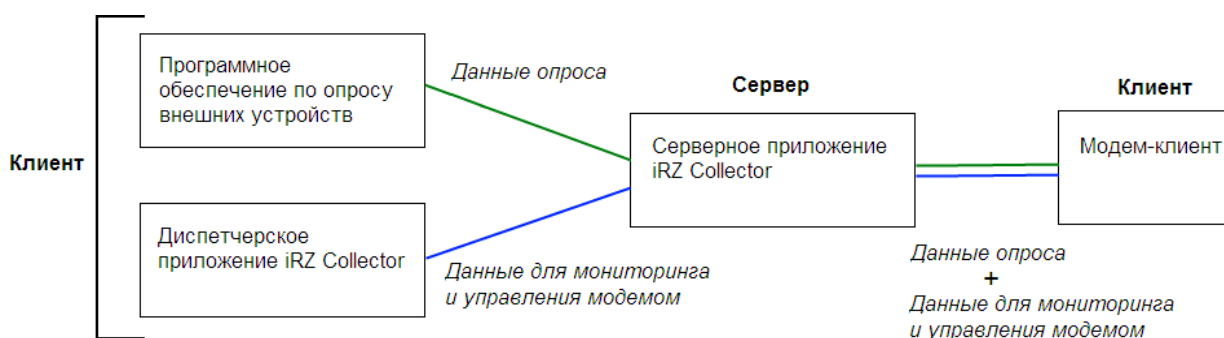 Клиент
Программное
обеспечение по опросу
внешних устройств
Данные опроса
Диспетчерское
приложение iRZ Collector
Данные для мониторинга
и управления модемом
Сервер
Серверное приложение
iRZ Collector
Клиент
Модем-клиент
Данные опроса
+
Данные для мониторинга
и управления модемом